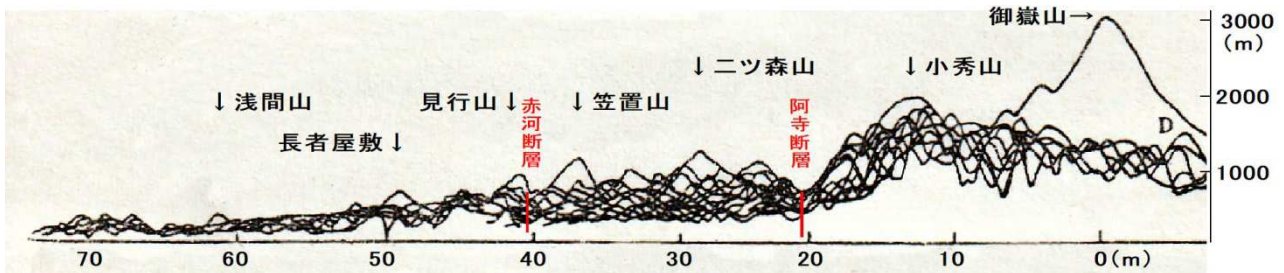 御嶽山→
3000
(m)
↓二ツ森山
↓小秀山
↓浅間山
見行山↓
赤河断層
↓笠置山
阿寺断層
2000
長者屋敷↓
D
1000
70
60
50
40
30
20
10
0(m)